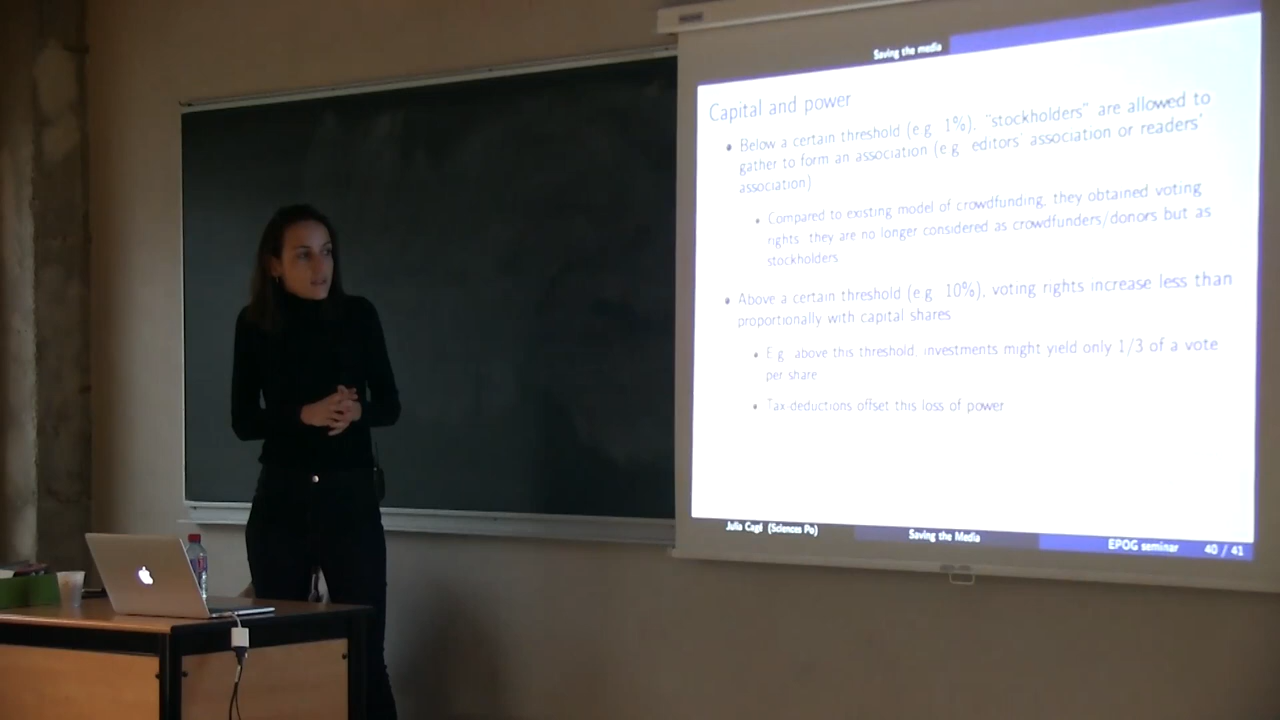 Saving the media
Capital and power
Below a certain threshold (e g 1%), "stockholders" are allowed to
gather to form an association (e g editors' association or readers'
association)
Compared to existing model of crowdfunding, they obtained voting
rights they are no longer considered as crowdfunders/donors but as
stockholders
Above a certain threshold (e g 10%), voting rights increase less than
proportionally with capital shares
E g above this threshold, investments might yield only 1/3 of a vote
per share
Tax-deductions offset this loss of power
Julia Cagé (Sciences Po)
Saving the Media
EPOG seminar
40 / 41